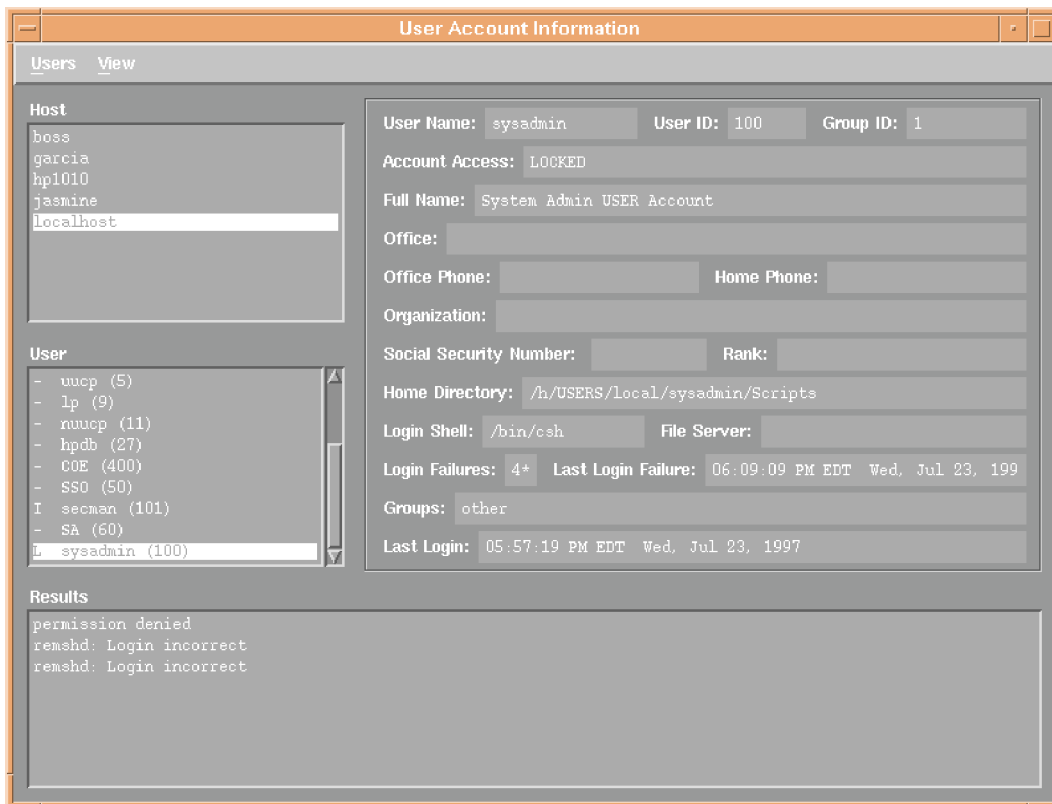 User Account Information
Users View
Host
boss
garcia
hp1010
jasmine
localhost
User
- uucp (5)
- lp (9)
- nuucp (11)
- hpdb (27)
- COE (400)
- SSO (50)
I secman (101)
- SA (60)
L sysadmin (100)
User Name: sysadmin User ID: 100 Group ID: 1
Account Access: LOCKED
Full Name: System Admin USER Account
Office:
Office Phone: Home Phone:
Organization:
Social Security Number: Rank:
Home Directory: /h/USERS/local/sysadmin/Scripts
Login Shell: /bin/csh File Server:
Login Failures: 4* Last Login Failure: 06:09:09 PM EDT Wed, Jul 23, 199
Groups: other
Last Login: 05:57:19 PM EDT Wed, Jul 23, 1997
Results
permission denied
remshd: Login incorrect
remshd: Login incorrect